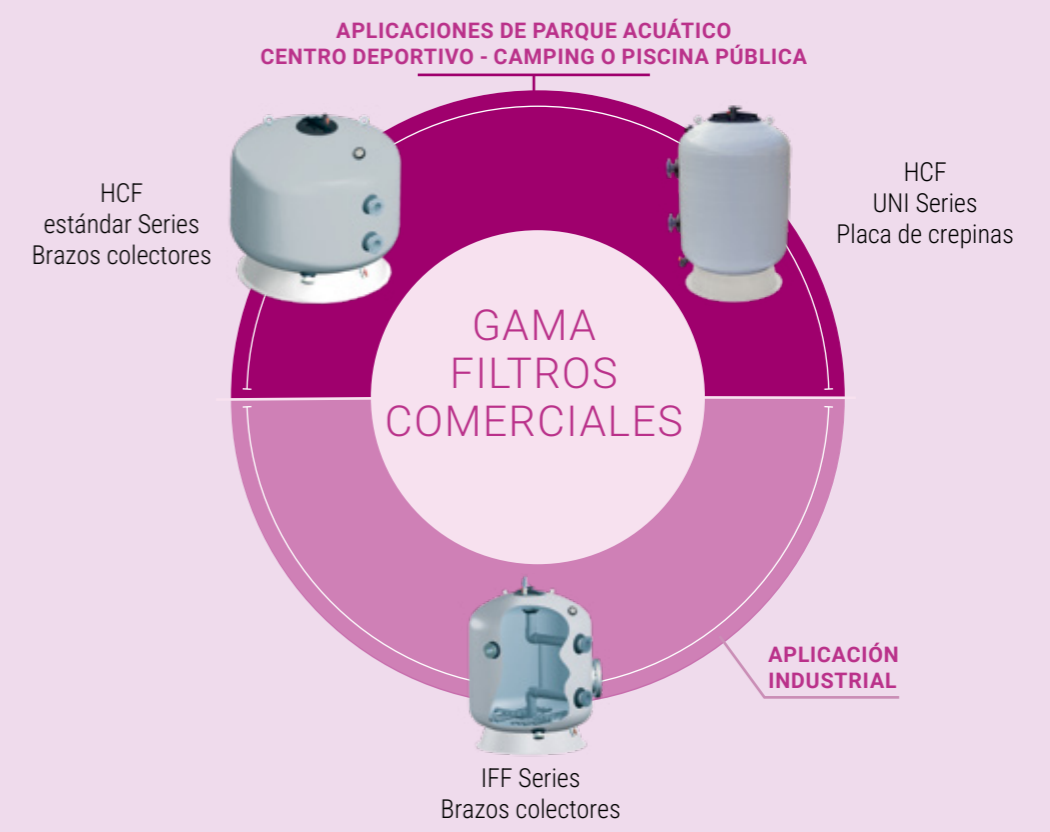 APLICACIONES DE PARQUE ACUÁTICO
CENTRO DEPORTIVO - CAMPING O PISCINA PÚBLICA
HCF
estándar Series
Brazos colectores
HCF
UNI Series
Placa de crepinas
GAMA
FILTROS
COMERCIALES
APLICACIÓN
INDUSTRIAL
IFF Series
Brazos colectores